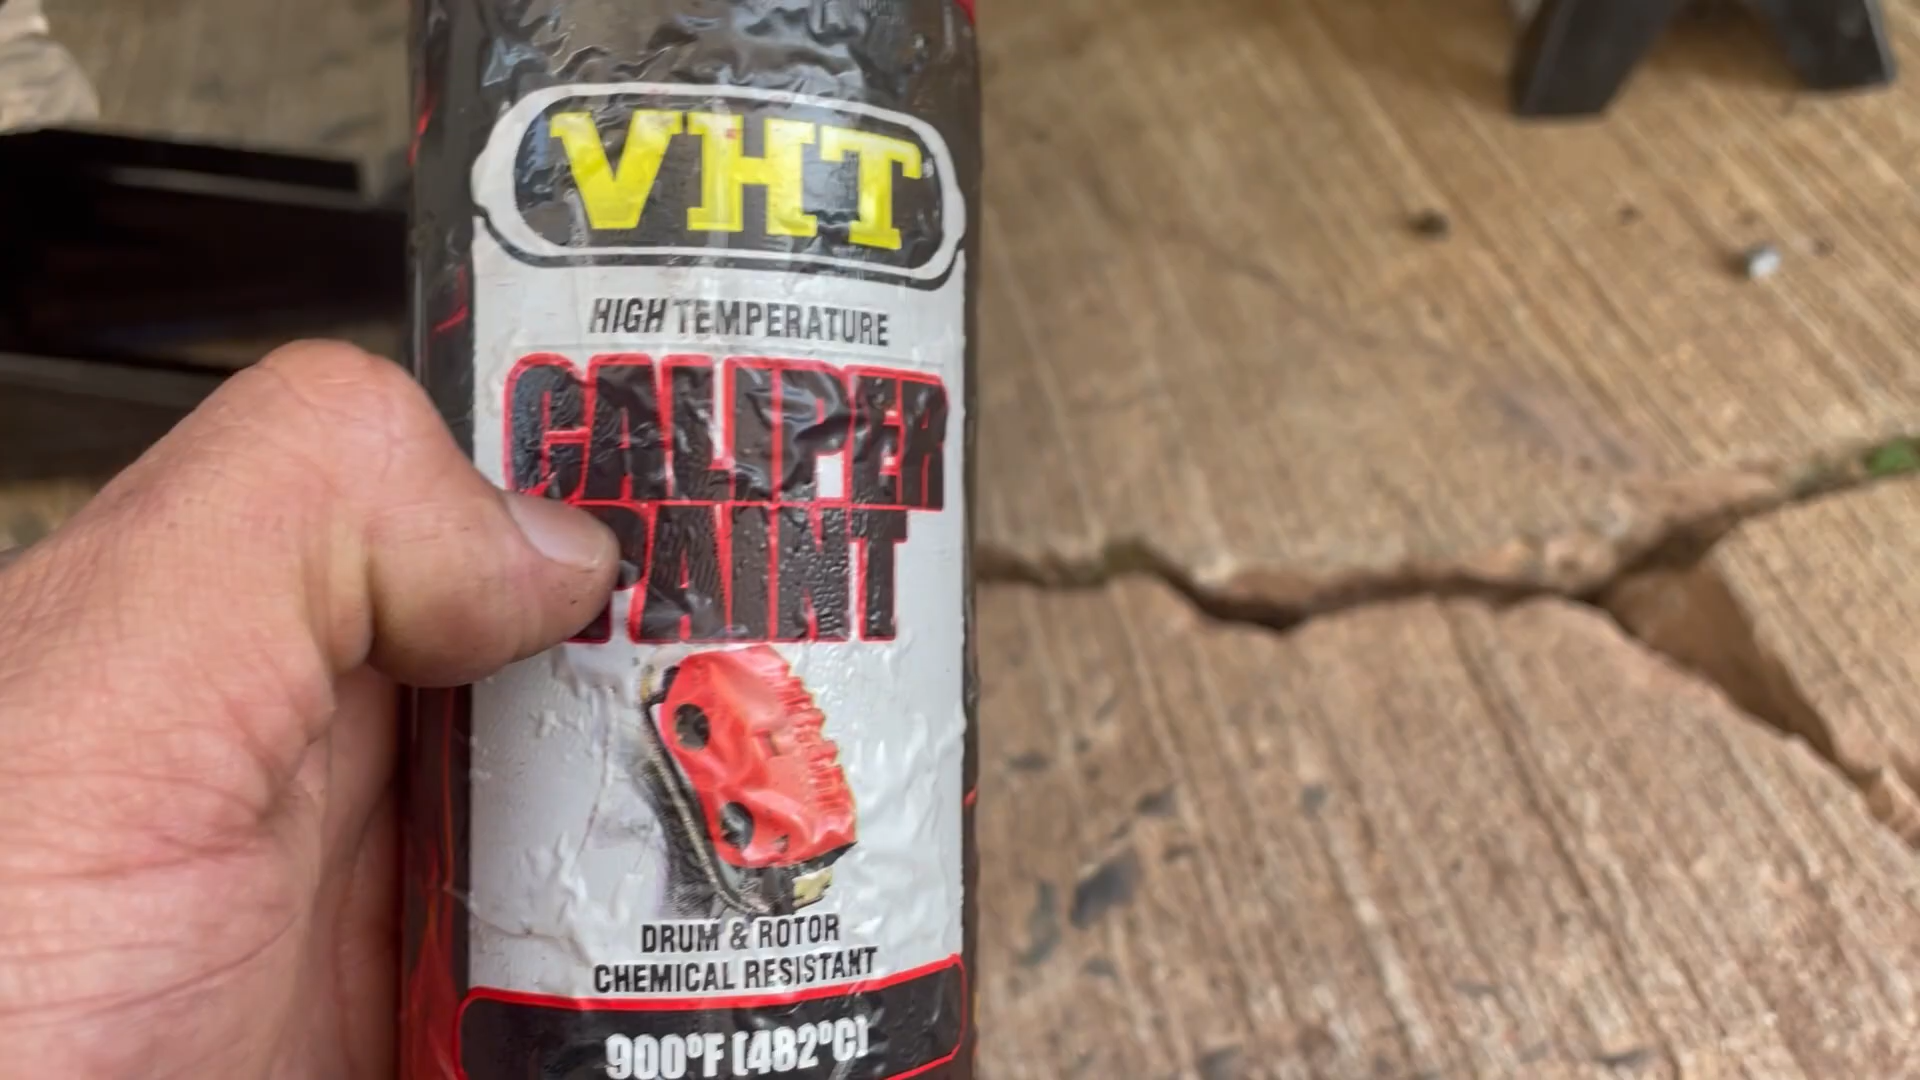 VHT
HIGH TEMPERATURE
CALIPER
PAINT
DRUM & ROTOR
CHEMICAL RESISTANT
900°F (482°C)